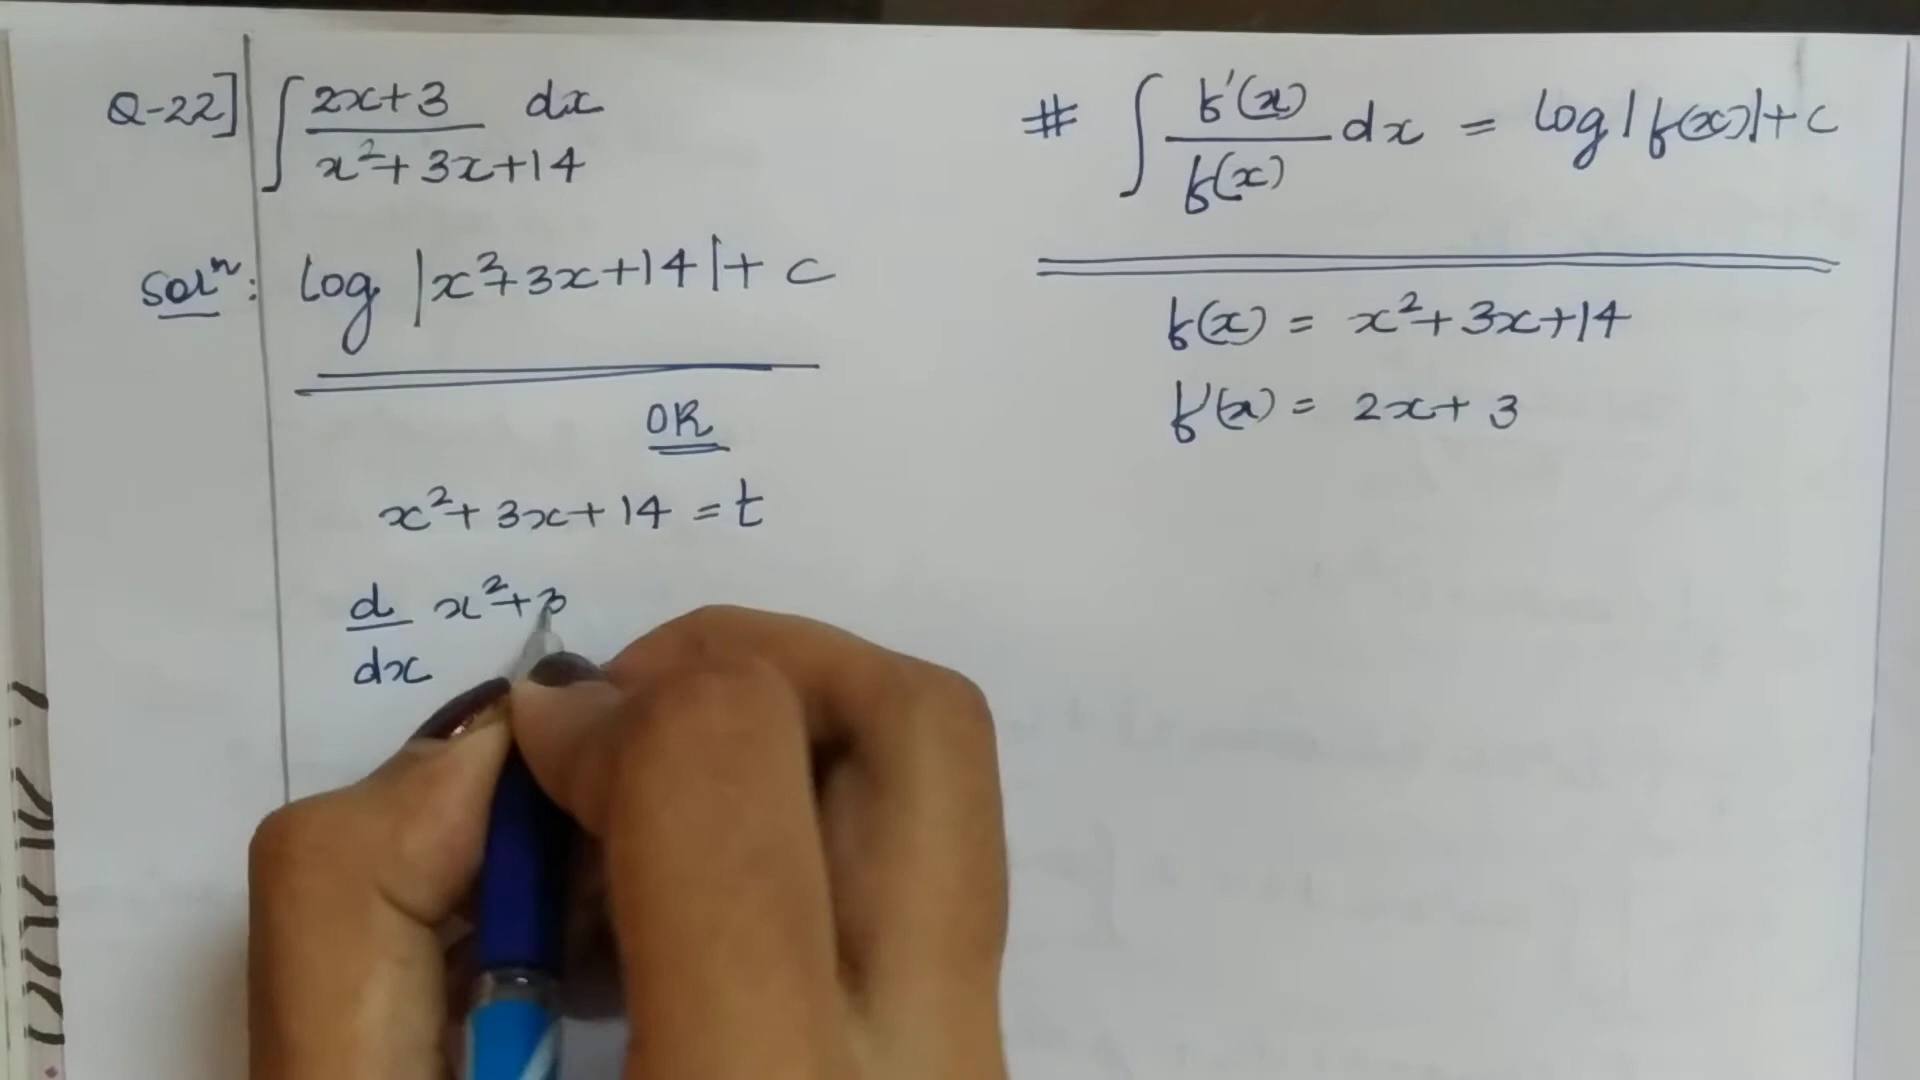 Q-22] ∫ 2x+3 / x²+3x+14 dx
Solⁿ: log |x²+3x+14|+ c
OR
x²+3x+14 = t
d/dx x²+3
# ∫ f'(x) / f(x) dx = log|f(x)|+c
f(x) = x²+3x+14
f'(x) = 2x+3